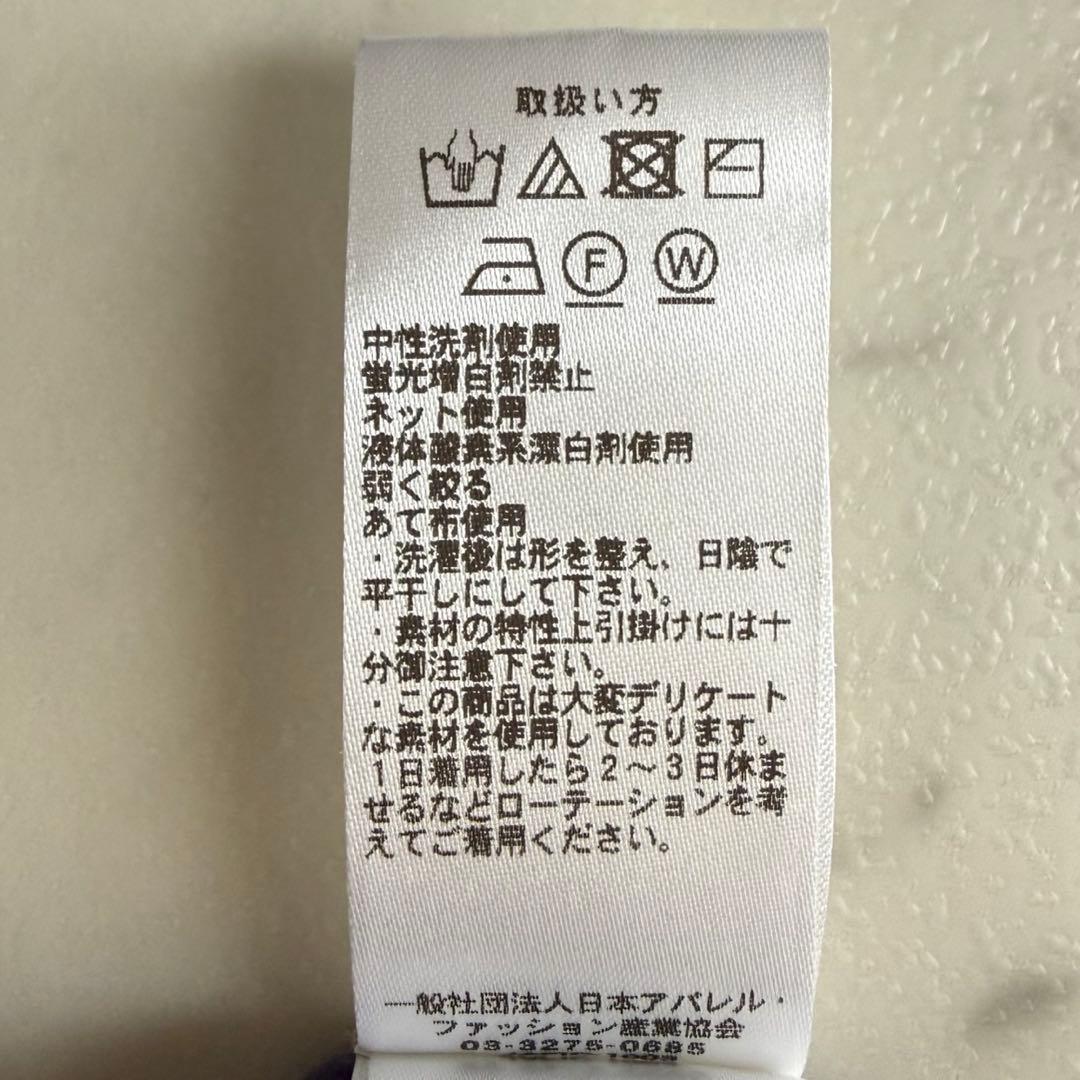 取扱い方
F W
中性洗剤使用
蛍光増白剤禁止
ネット使用
液体酸素系漂白剤使用
弱く絞る
あて布使用
・洗濯後は形を整え、日陰で
平干しにして下さい。
・素材の特性上引掛けには十
分御注意下さい。
・この商品は大変デリケート
な素材を使用しております。
1日着用したら2〜3日休ま
せるなどローテーションを考
えてご着用ください。
一般社団法人日本アパレル・
ファッション産業協会
03-3275-0685